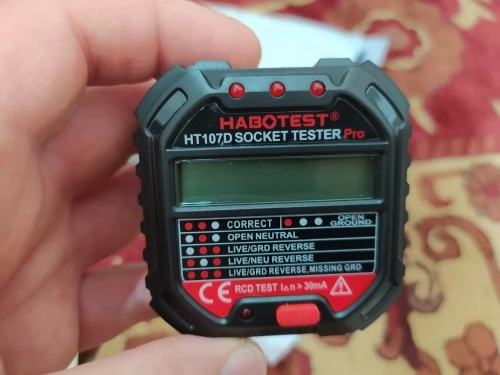 HABOTEST®
HT107D SOCKET TESTER Pro
CORRECT
OPEN GROUND
OPEN NEUTRAL
LIVE/GRD REVERSE
LIVE/NEU REVERSE
LIVE/GRD REVERSE,MISSING GRD
CE RCD TEST I△n > 30mA